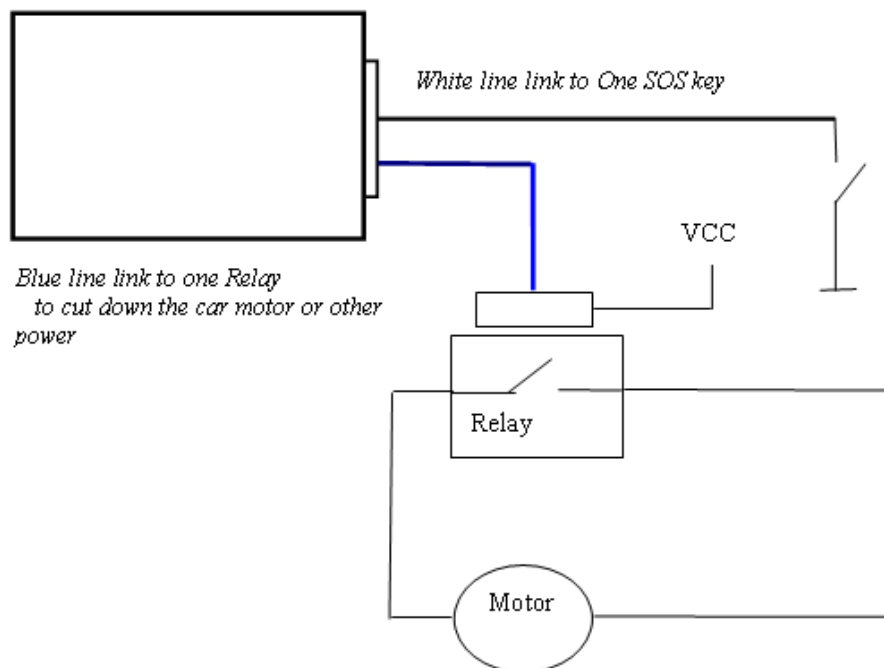 White line link to One SOS key
VCC
Blue line link to one Relay
to cut down the car motor or other
power
Relay
Motor